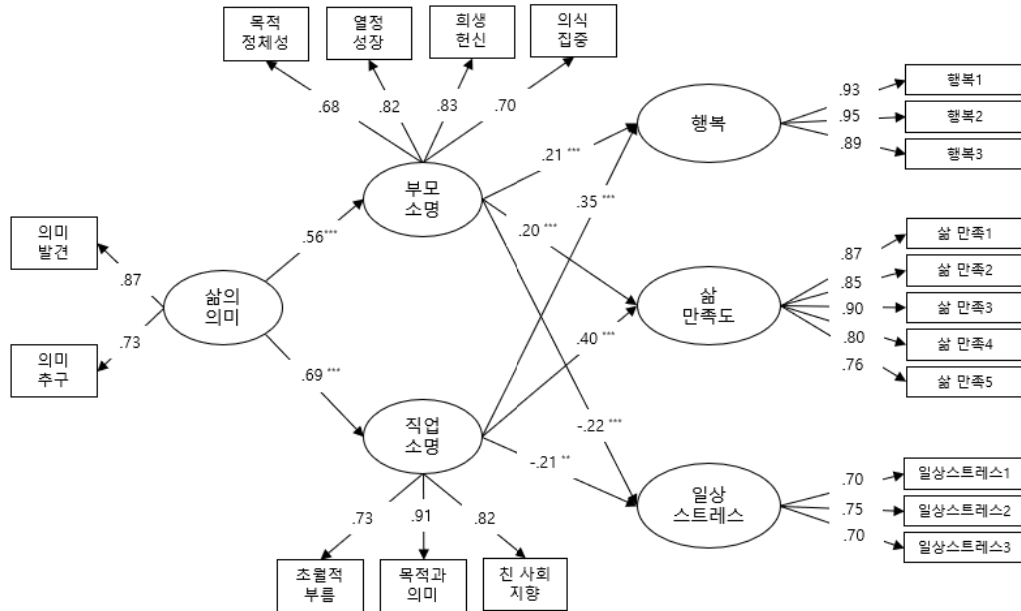 목적
정체성
열정
성장
희생
헌신
의식
집중
.68
.82
.83
.70
행복
.93
.95
.89
행복1
행복2
행복3
부모
소명
.21 ***
.35 ***
.20 ***
의미
발견
.87
.56***
삶의
의미
.73
의미
추구
.69 ***
삶
만족도
.87
.85
.90
.80
.76
삶 만족1
삶 만족2
삶 만족3
삶 만족4
삶 만족5
.40 ***
직업
소명
-.22 ***
-.21 **
일상
스트레스
.70
.75
.70
일상스트레스1
일상스트레스2
일상스트레스3
.73
.91
.82
초월적
부름
목적과
의미
친 사회
지향